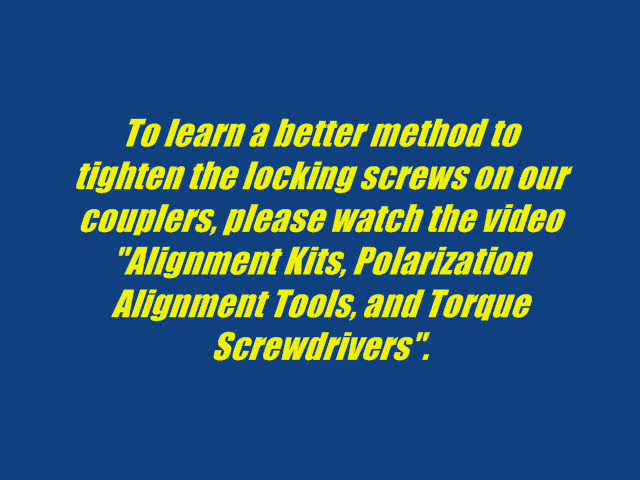 To learn a better method to
tighten the locking screws on our
couplers, please watch the video
"Alignment Kits, Polarization
Alignment Tools, and Torque
Screwdrivers".